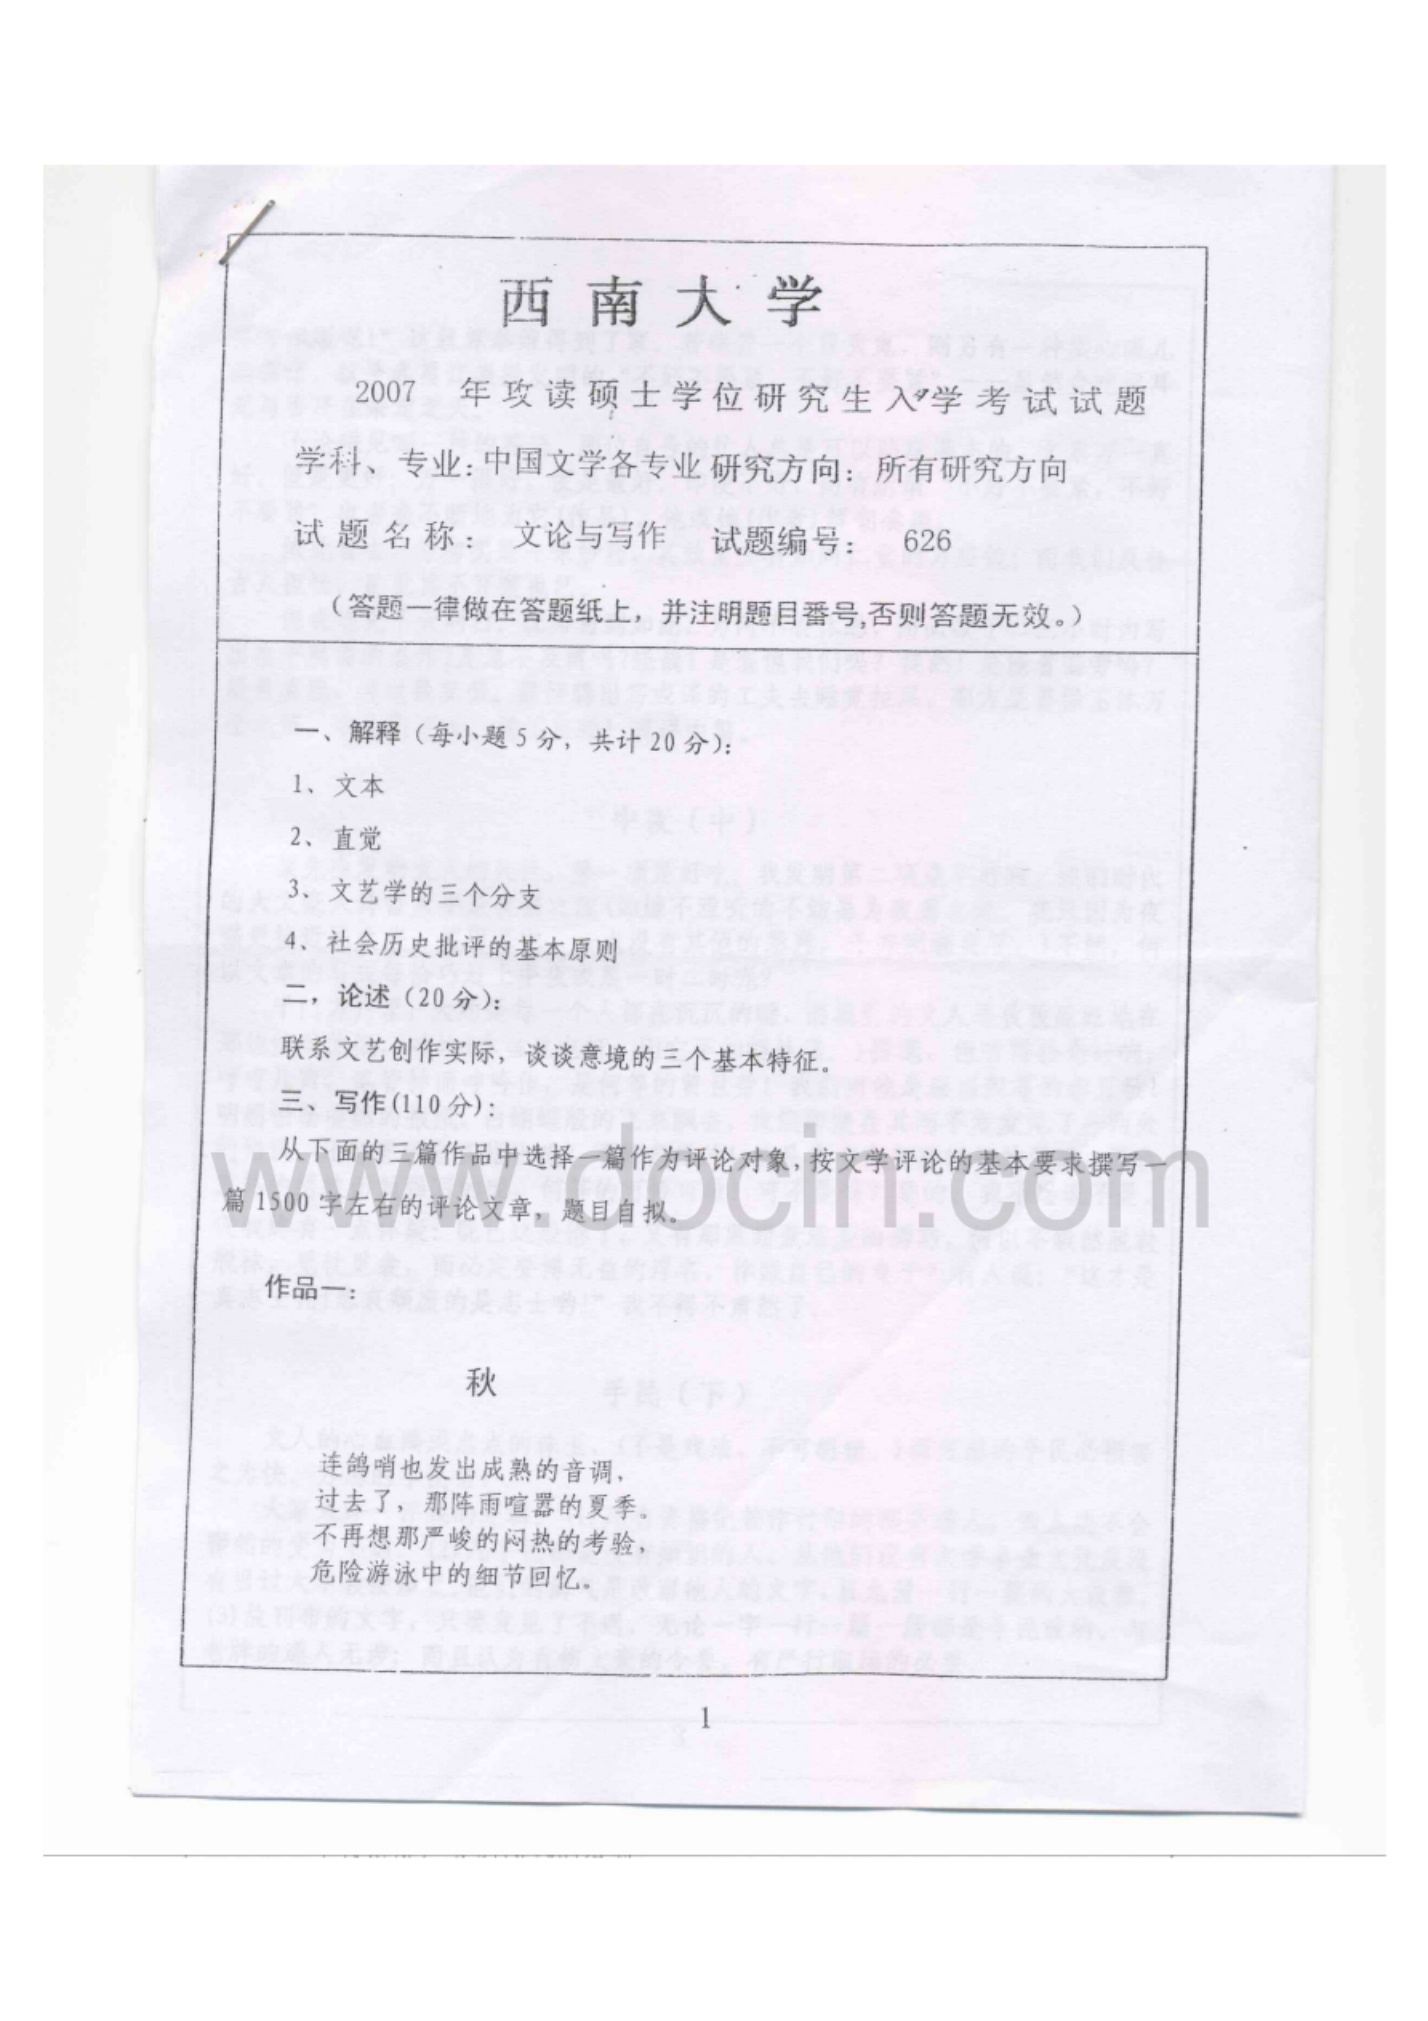 西南大学
2007 年攻读硕士学位研究生入学考试试题
学科、专业:中国文学各专业 研究方向:所有研究方向
试题名称: 文论与写作 试题编号: 626
（答题一律做在答题纸上，并注明题目番号,否则答题无效。）
一、解释（每小题5分，共计20分）:
1、文本
2、直觉
3、文艺学的三个分支
4、社会历史批评的基本原则
二，论述（20分）:
联系文艺创作实际，谈谈意境的三个基本特征。
三、写作(110分):
从下面的三篇作品中选择一篇作为评论对象,按文学评论的基本要求撰写一
篇1500字左右的评论文章，题目自拟。
www.docin.com
作品一:
秋
连鸽哨也发出成熟的音调，
过去了，那阵雨喧嚣的夏季。
不再想那严峻的闷热的考验，
危险游泳中的细节回忆。
1